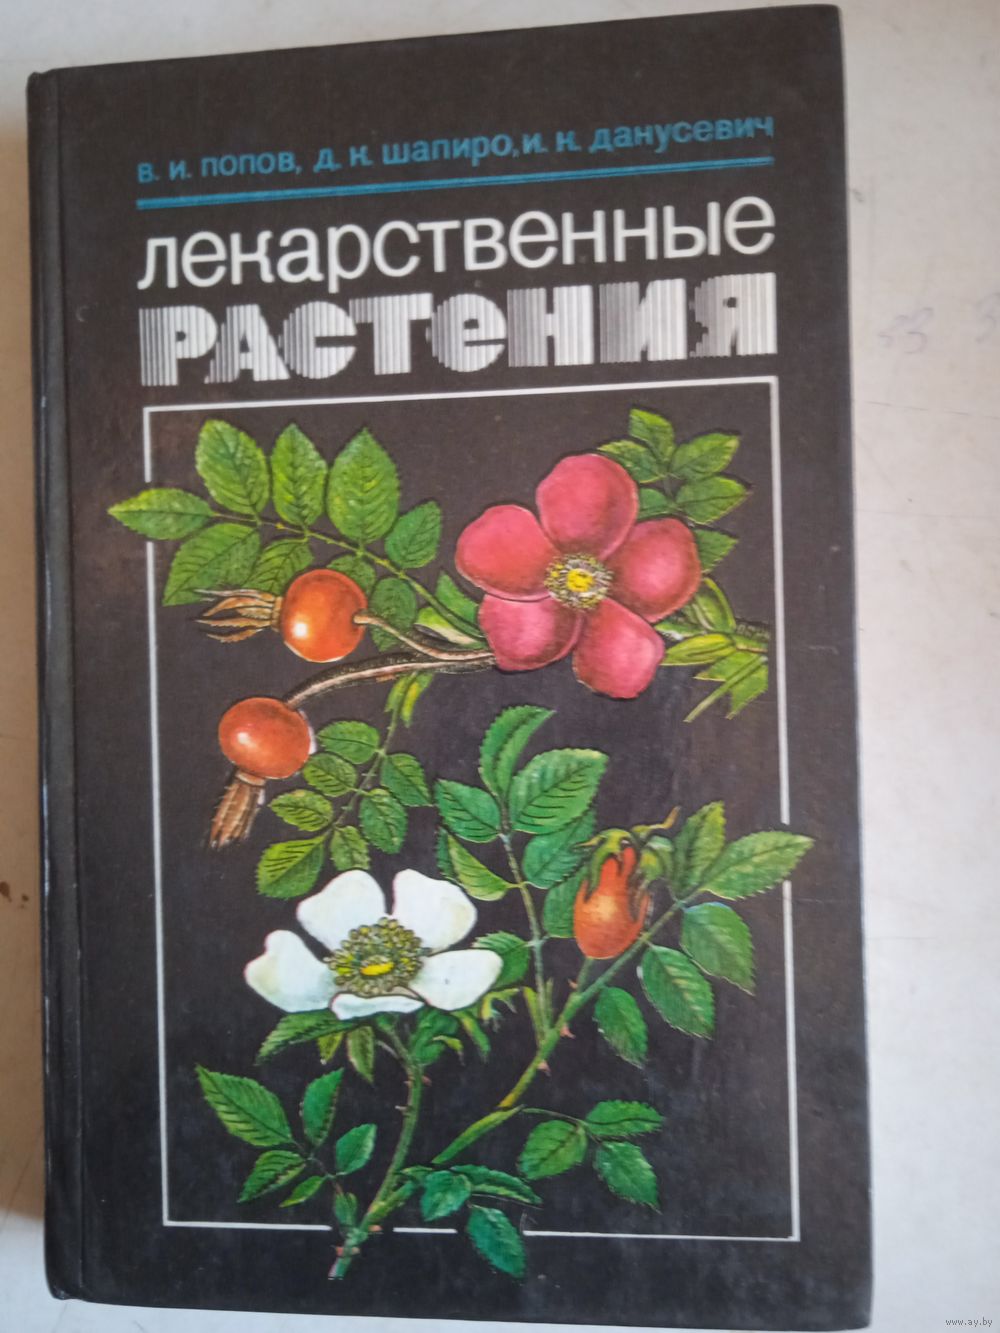 В. И. ПОПОВ, Д. К. ШАПИРО, И. К. ДАНУСЕВИЧ
Лекарственные
РАСТЕНИЯ
www.ay.by